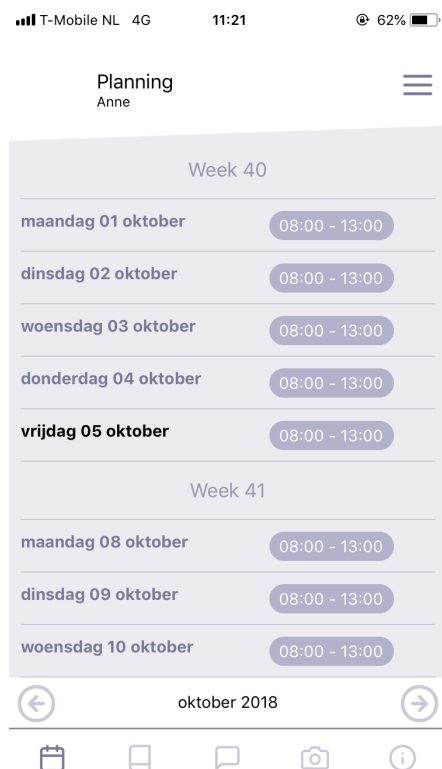 T-Mobile NL 4G 11:21 62%
Planning
Anne
Week 40
maandag 01 oktober 08:00 - 13:00
dinsdag 02 oktober 08:00 - 13:00
woensdag 03 oktober 08:00 - 13:00
donderdag 04 oktober 08:00 - 13:00
vrijdag 05 oktober 08:00 - 13:00
Week 41
maandag 08 oktober 08:00 - 13:00
dinsdag 09 oktober 08:00 - 13:00
woensdag 10 oktober 08:00 - 13:00
oktober 2018